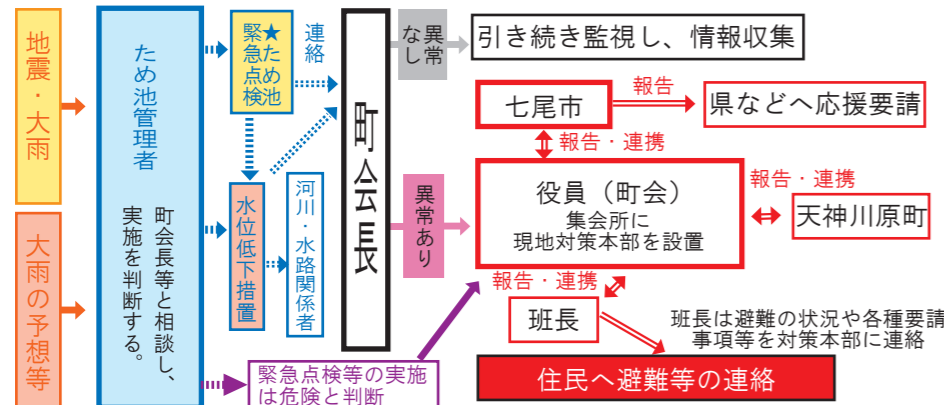 地震・大雨
大雨の予想等
ため池管理者
町会長等と相談し、
実施を判断する。
★ため池
緊急点検
連絡
水位低下措置
河川・水路関係者
緊急点検等の実施
は危険と判断
町会長
異常
なし
異常あり
引き続き監視し、情報収集
七尾市
報告
県などへ応援要請
報告・連携
役員（町会）
集会所に
現地対策本部を設置
報告・連携
天神川原町
報告・連携
班長
班長は避難の状況や各種要請
事項等を対策本部に連絡
住民へ避難等の連絡